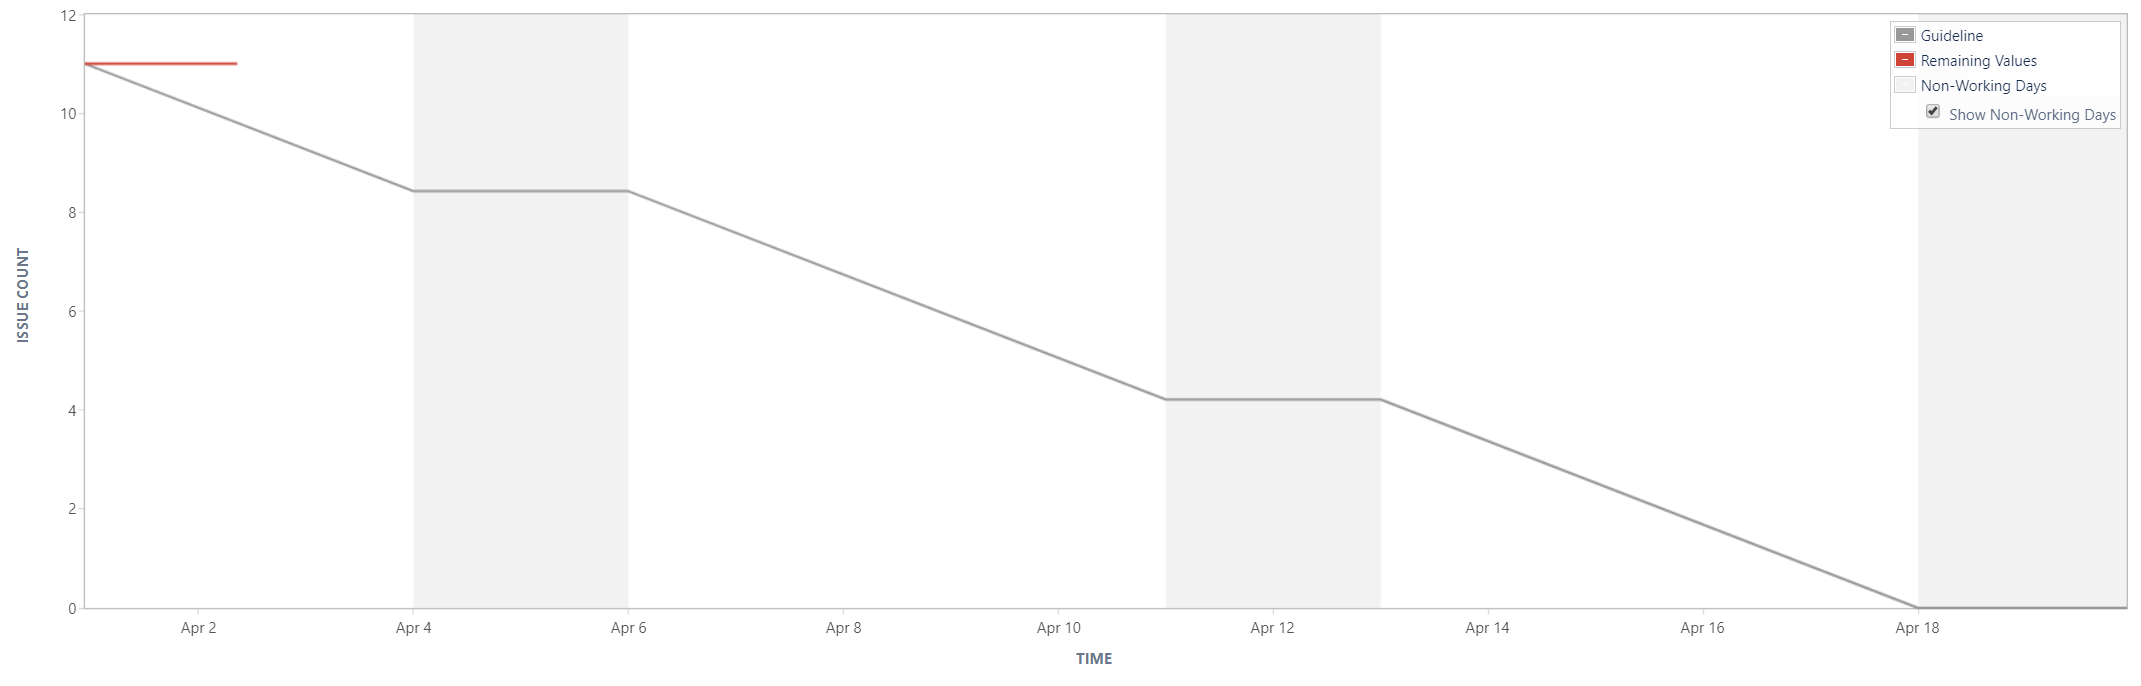 12
10
8
6
4
2
0
ISSUE COUNT
Guideline
Remaining Values
Non-Working Days
Show Non-Working Days
Apr 2 Apr 4 Apr 6 Apr 8 Apr 10 Apr 12 Apr 14 Apr 16 Apr 18
TIME